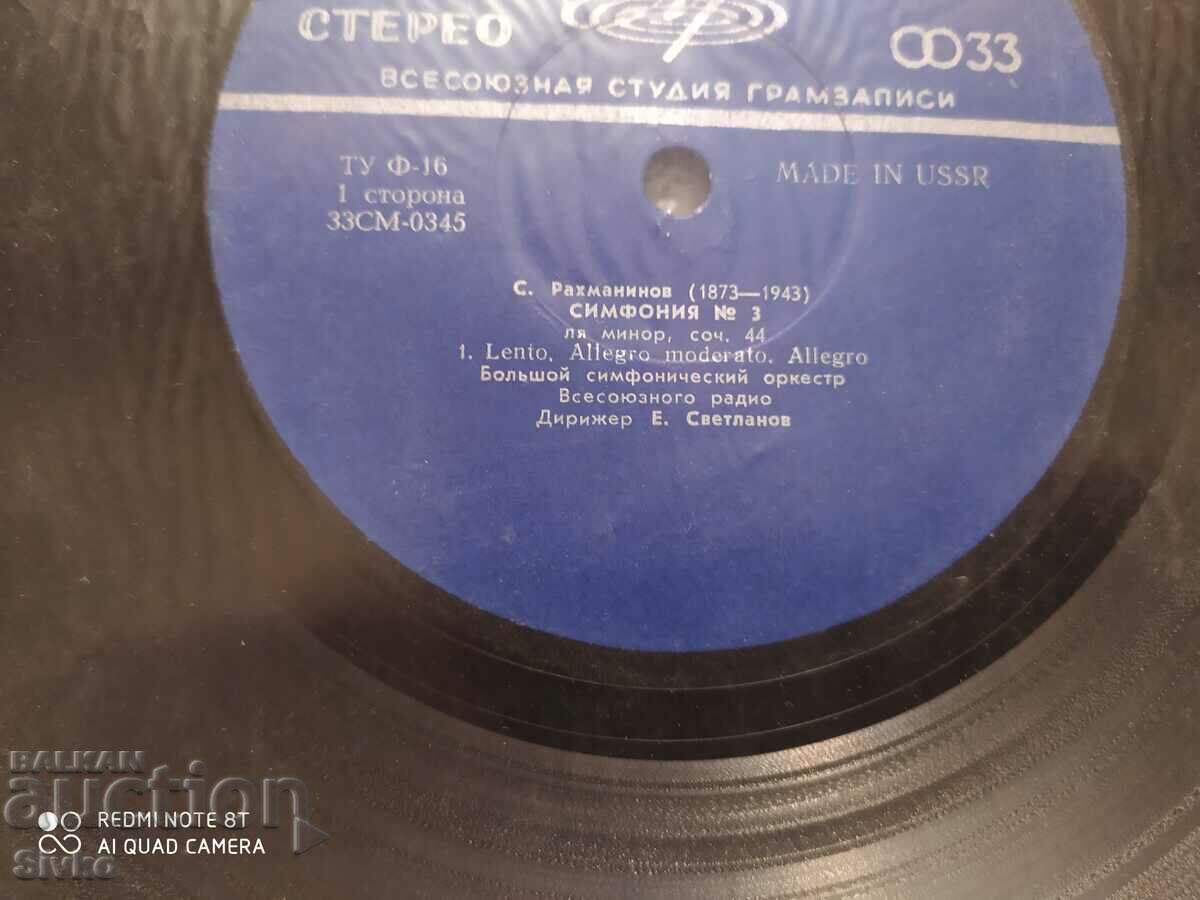 СТЕРЕО
33
ВСЕСОЮЗНАЯ СТУДИЯ ГРАМЗАПИСИ
ТУ Ф-16
1 сторона
33СМ-0345
MADE IN USSR
С. Рахманинов (1873—1943)
СИМФОНИЯ № 3
ля минор, соч. 44
1. Lento, Allegro moderato, Allegro
Большой симфонический оркестр
Всесоюзного радио
Дирижер Е. Светланов
BALKAN
auction
REDMI NOTE 8T
AI QUAD CAMERA
Sivko